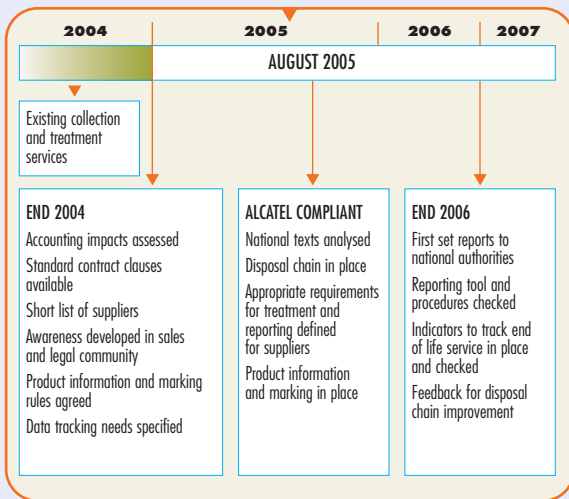 2004 2005 2006 2007
AUGUST 2005
Existing collection
and treatment
services
END 2004
Accounting impacts assessed
Standard contract clauses
available
Short list of suppliers
Awareness developed in sales
and legal community
Product information and marking
rules agreed
Data tracking needs specified
ALCATEL COMPLIANT
National texts analysed
Disposal chain in place
Appropriate requirements
for treatment and
reporting defined
for suppliers
Product information
and marking in place
END 2006
First set reports to
national authorities
Reporting tool and
procedures checked
Indicators to track end
of life service in place
and checked
Feedback for disposal
chain improvement